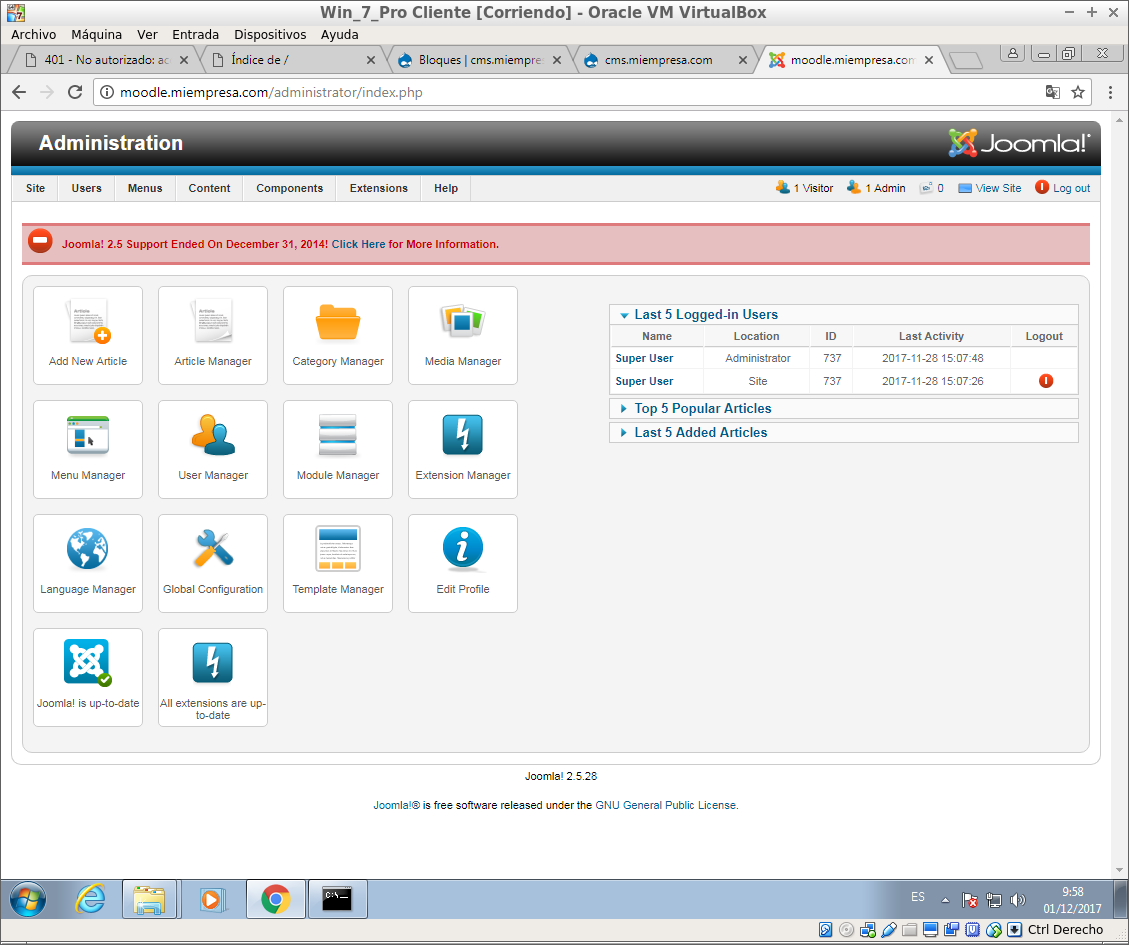 Win_7_Pro Cliente [Corriendo] - Oracle VM VirtualBox
Archivo Máquina Ver Entrada Dispositivos Ayuda
401 - No autorizado: ac
Índice de /
Bloques | cms.miempres
cms.miempresa.com
moodle.miempresa.com
moodle.miempresa.com/administrator/index.php
Administration
Joomla!
Site Users Menus Content Components Extensions Help
1 Visitor 1 Admin 0 View Site Log out
Joomla! 2.5 Support Ended On December 31, 2014! Click Here for More Information.
Add New Article
Article Manager
Category Manager
Media Manager
Menu Manager
User Manager
Module Manager
Extension Manager
Language Manager
Global Configuration
Template Manager
Edit Profile
Joomla! is up-to-date
All extensions are up-
to-date
Last 5 Logged-in Users
Name Location ID Last Activity Logout
Super User Administrator 737 2017-11-28 15:07:48
Super User Site 737 2017-11-28 15:07:26
Top 5 Popular Articles
Last 5 Added Articles
Joomla! 2.5.28
Joomla!® is free software released under the GNU General Public License.
ES
9:58
01/12/2017
Ctrl Derecho